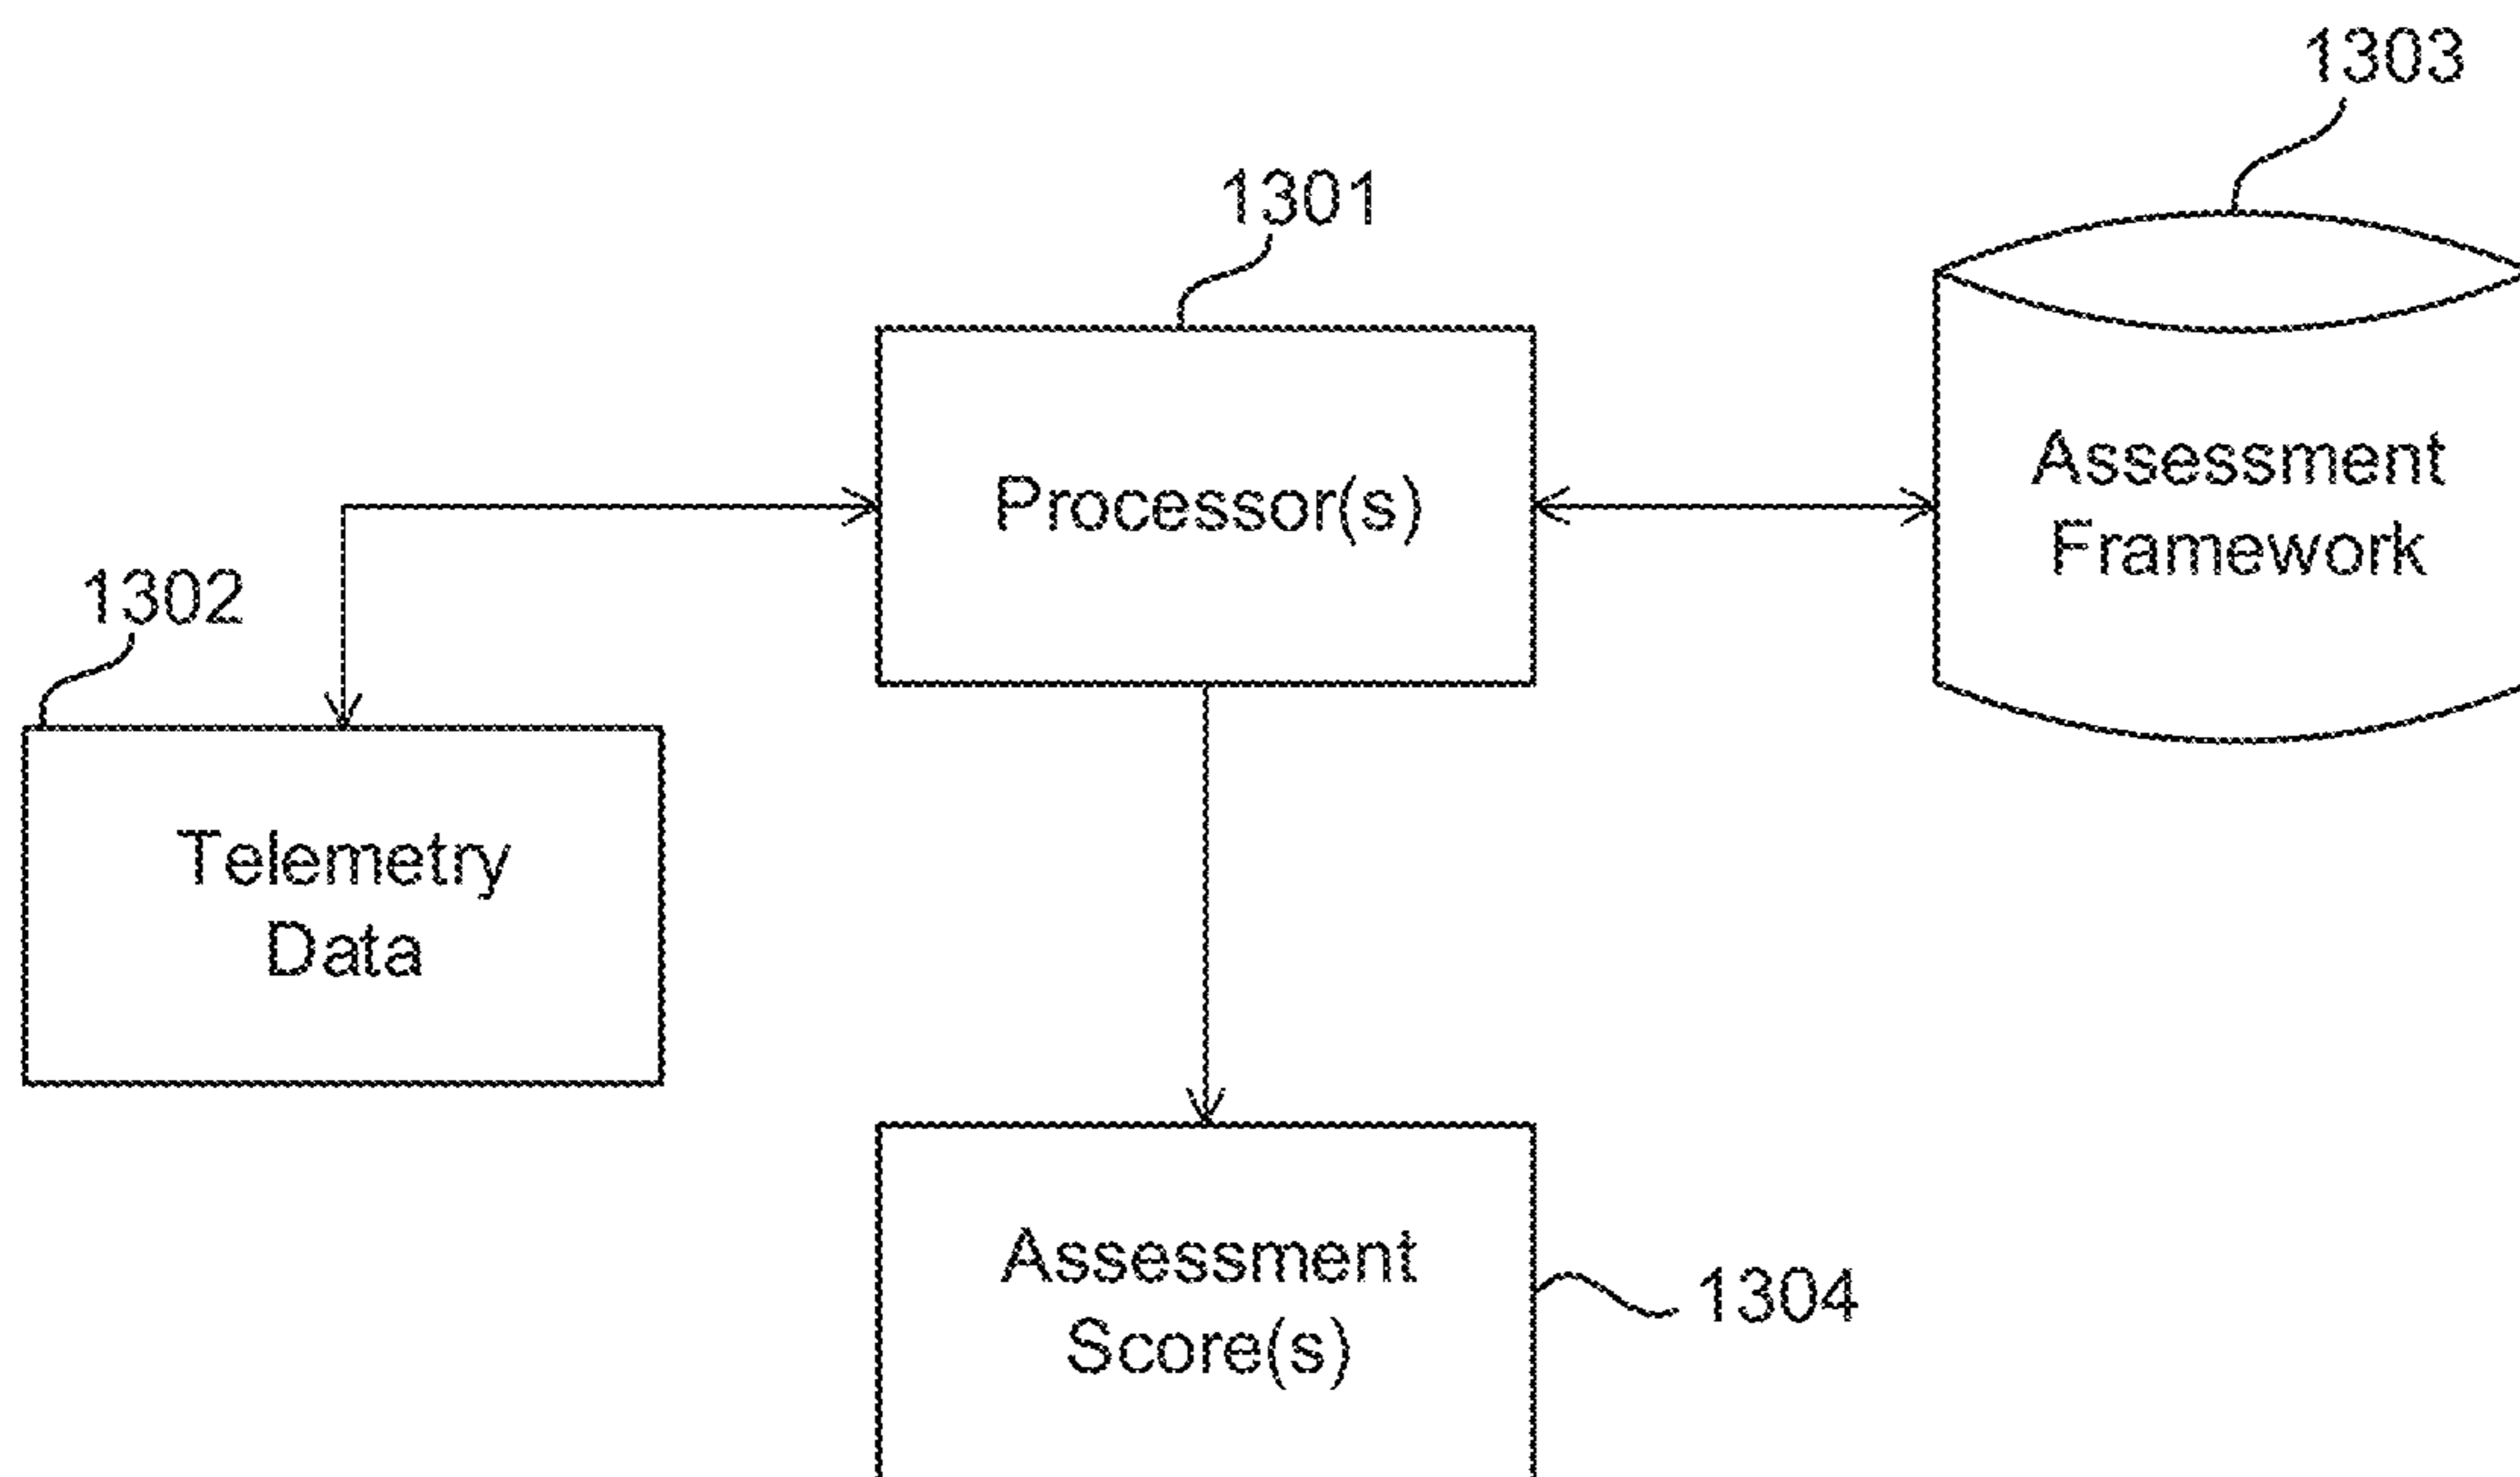 1303
1301
Processor(s)
Assessment
Framework
1302
Telemetry
Data
Assessment
Score(s)
1304